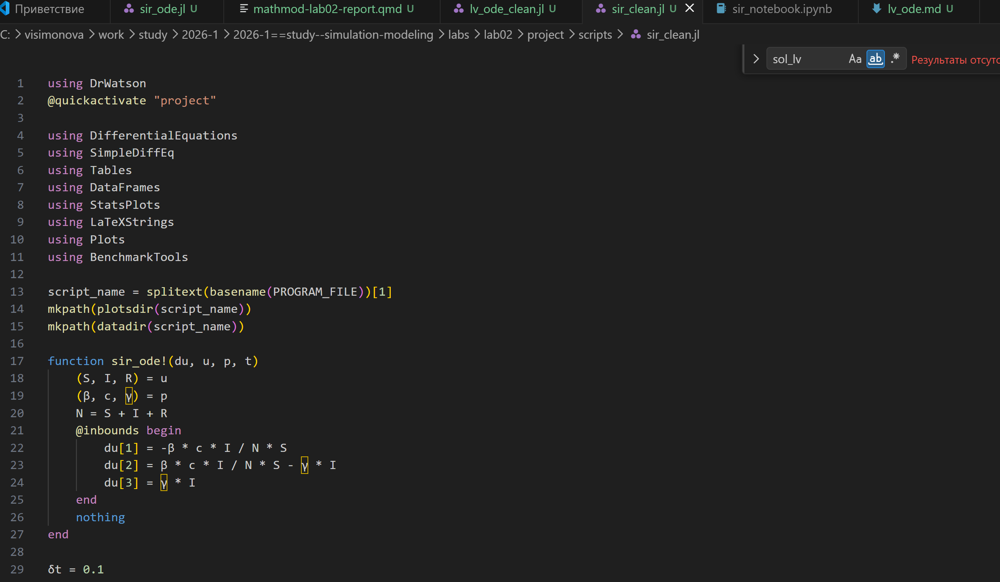 Приветствие sir_ode.jl U mathmod-lab02-report.qmd U lv_ode_clean.jl U sir_clean.jl U sir_notebook.ipynb lv_ode.md U
C: > visimonova > work > study > 2026-1 > 2026-1==study--simulation-modeling > labs > lab02 > project > scripts > sir_clean.jl
sol_lv Aa ab .* Результаты
1 using DrWatson
2 @quickactivate "project"
3
4 using DifferentialEquations
5 using SimpleDiffEq
6 using Tables
7 using DataFrames
8 using StatsPlots
9 using LaTeXStrings
10 using Plots
11 using BenchmarkTools
12
13 script_name = splitext(basename(PROGRAM_FILE))[1]
14 mkpath(plotsdir(script_name))
15 mkpath(datadir(script_name))
16
17 function sir_ode!(du, u, p, t)
18 (S, I, R) = u
19 (β, c, γ) = p
20 N = S + I + R
21 @inbounds begin
22 du[1] = -β * c * I / N * S
23 du[2] = β * c * I / N * S - γ * I
24 du[3] = γ * I
25 end
26 nothing
27 end
28
29 δt = 0.1